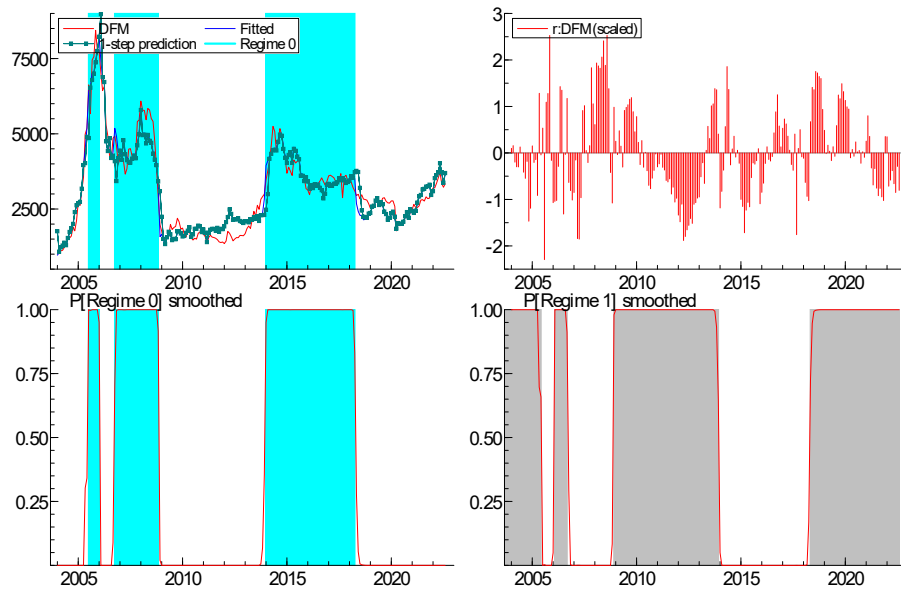 DFM Fitted
1-step prediction Regime 0
7500
5000
2500
2005 2010 2015 2020
r:DFM(scaled)
3
2
1
0
-1
-2
2005 2010 2015 2020
P[Regime 0] smoothed
1.00
0.75
0.50
0.25
2005 2010 2015 2020
P[Regime 1] smoothed
1.00
0.75
0.50
0.25
2005 2010 2015 2020